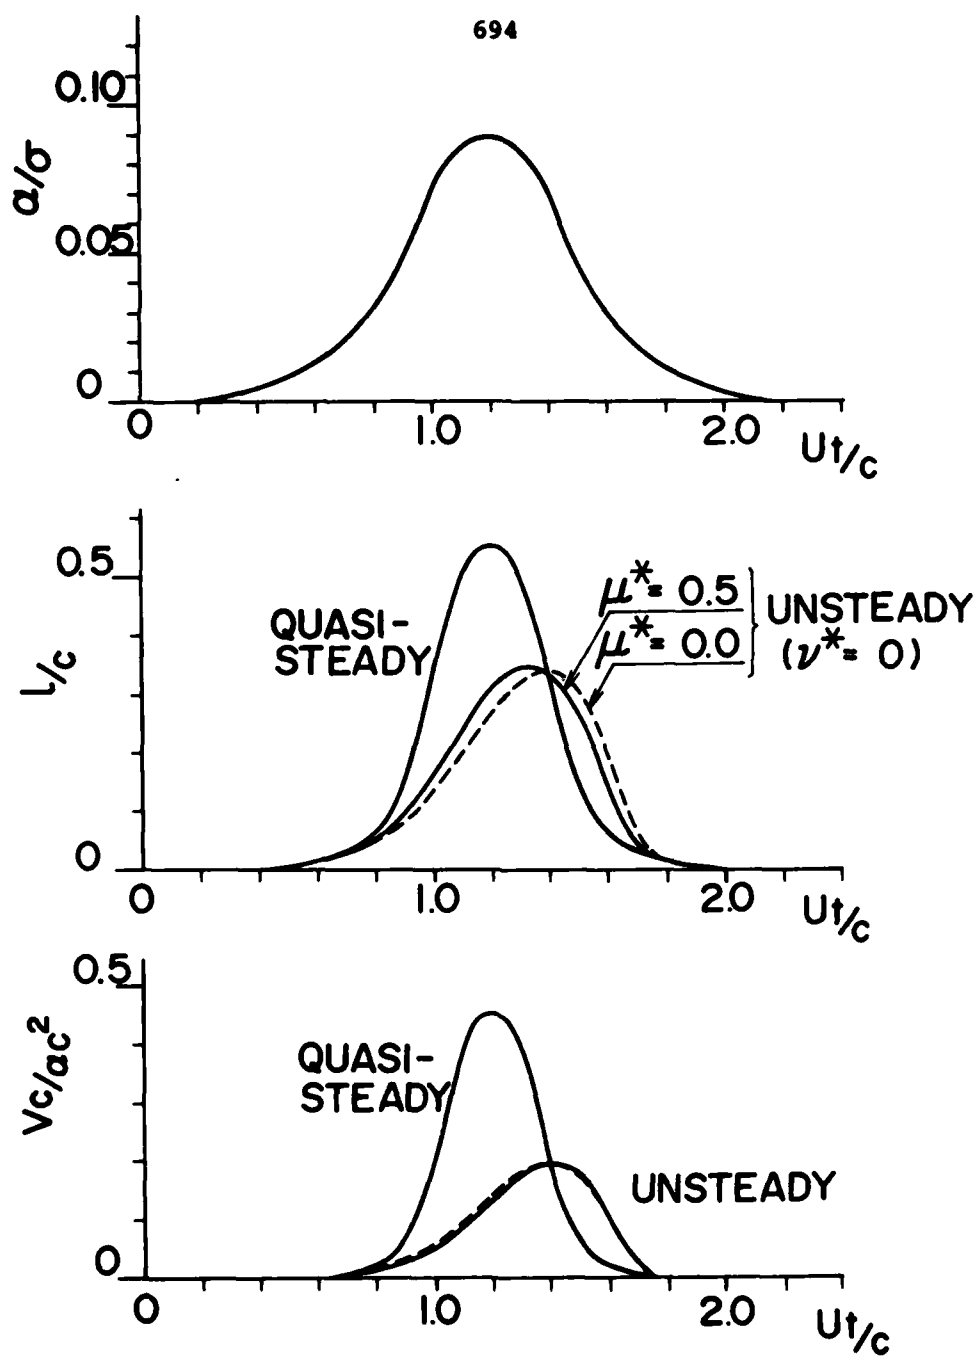 694
0.10
α/σ
0.05
0
0 1.0 2.0 Ut/c
0.5
μ*= 0.5
μ*= 0.0
UNSTEADY
(ν*= 0)
QUASI-
STEADY
l/c
0
0 1.0 2.0 Ut/c
0.5
Vc/ac²
QUASI-
STEADY
UNSTEADY
0
0 1.0 2.0 Ut/c